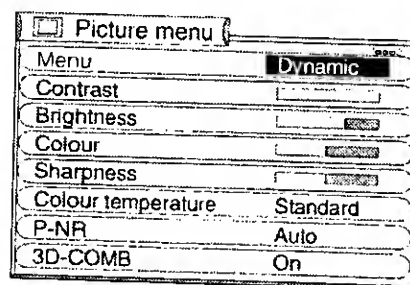 Picture menu
Menu Dynamic
Contrast
Brightness
Colour
Sharpness
Colour temperature Standard
P-NR Auto
3D-COMB On